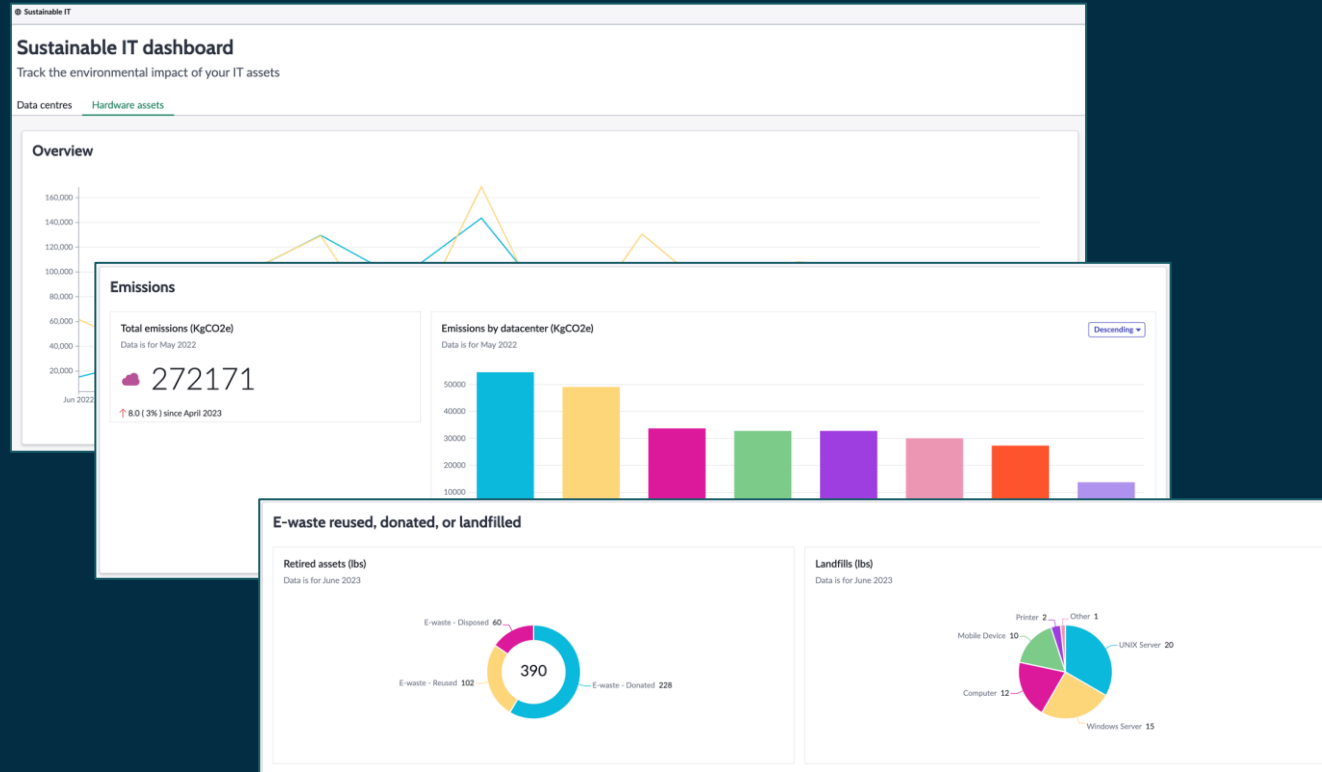 Sustainable IT
Sustainable IT dashboard
Track the environmental impact of your IT assets
Data centres Hardware assets
Overview
160,000
140,000
120,000
100,000
80,000
60,000
40,000
20,000
Jun 2022
Emissions
Total emissions (KgCO2e)
Data is for May 2022
272171
↑ 8.0 ( 3% ) since April 2023
Emissions by datacenter (KgCO2e)
Data is for May 2022
Descending
50000
40000
30000
20000
10000
E-waste reused, donated, or landfilled
Retired assets (lbs)
Data is for June 2023
E-waste - Disposed 60
390
E-waste - Reused 102
E-waste - Donated 228
Landfills (lbs)
Data is for June 2023
Printer 2
Other 1
Mobile Device 10
UNIX Server 20
Computer 12
Windows Server 15